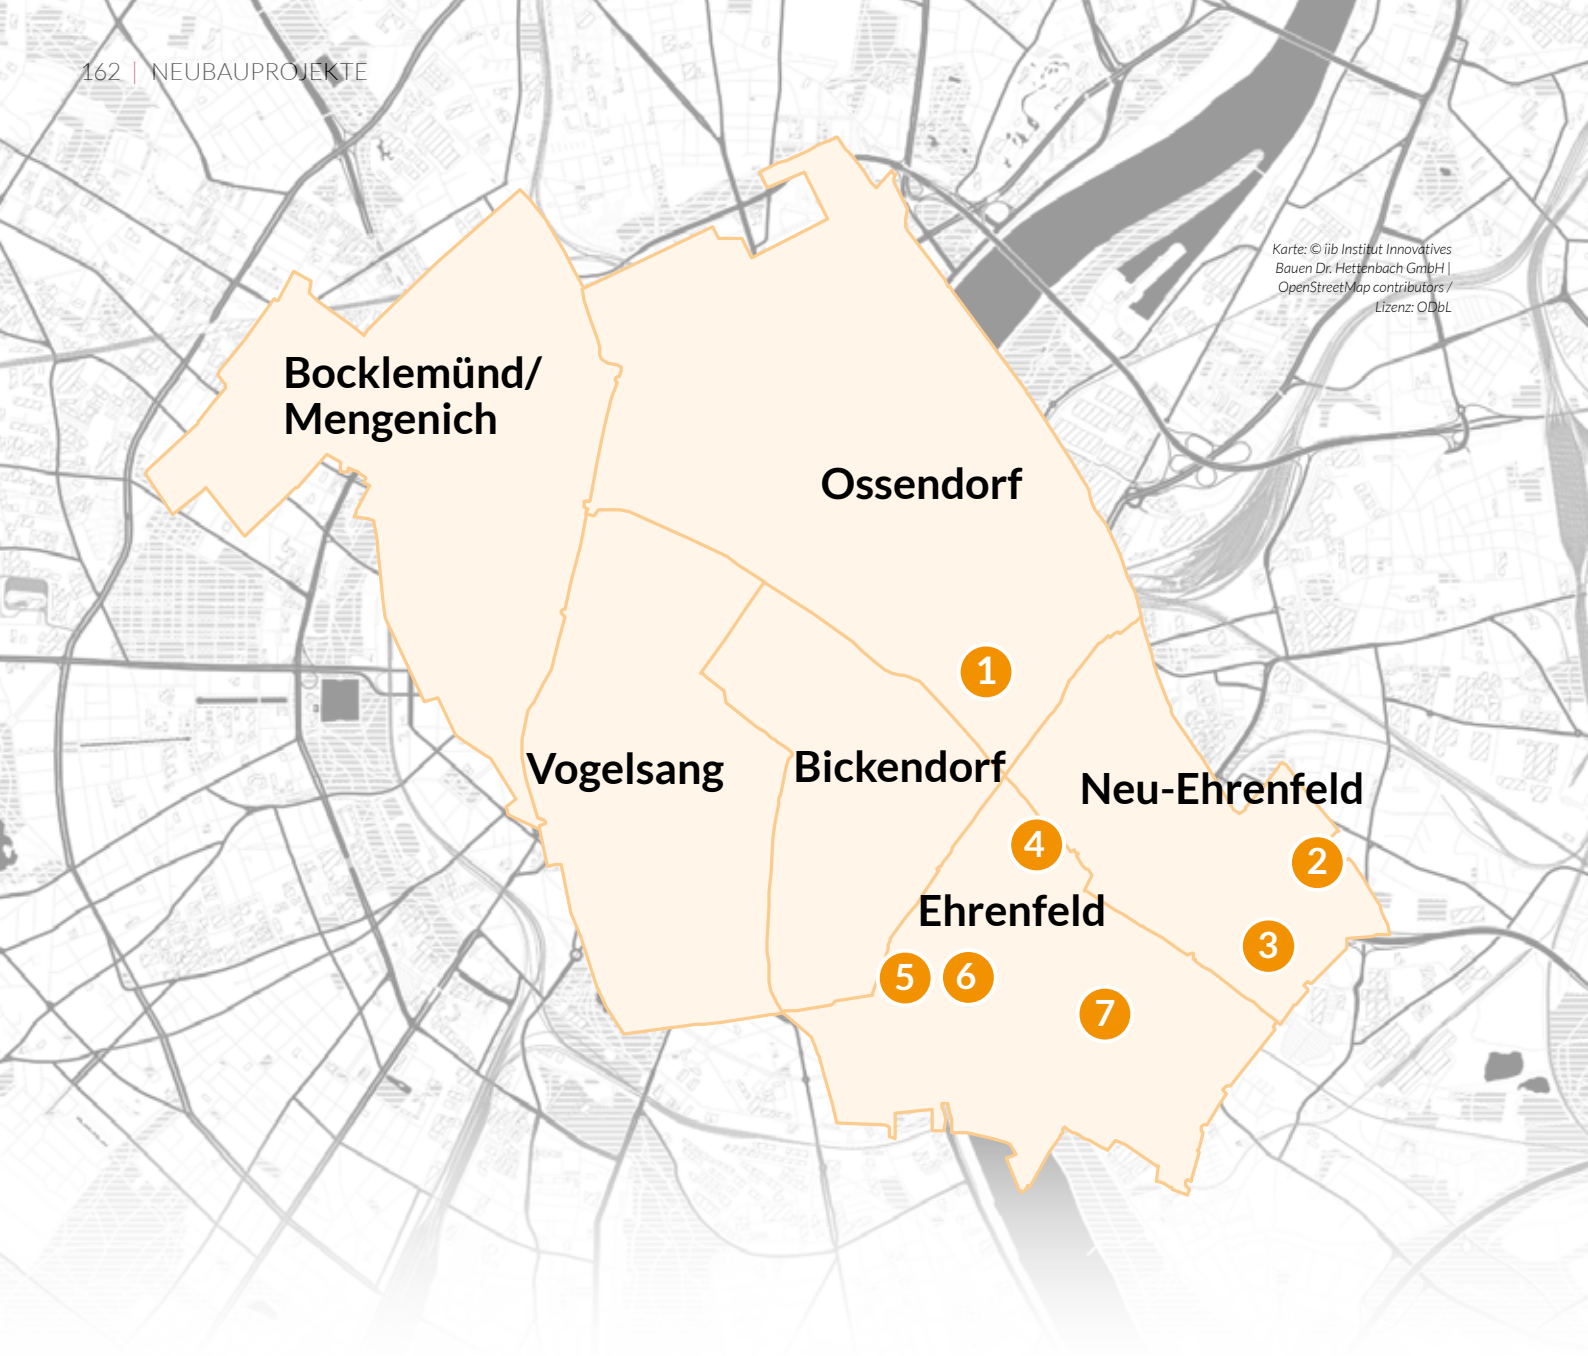 162 | NEUBAUPROJEKTE
Karte: © iib Institut Innovatives
Bauen Dr. Hettenbach GmbH |
OpenStreetMap contributors /
Lizenz: ODbL
Bocklemünd/
Mengenich
Ossendorf
1
Vogelsang
Bickendorf
Neu-Ehrenfeld
4
2
Ehrenfeld
3
5
6
7